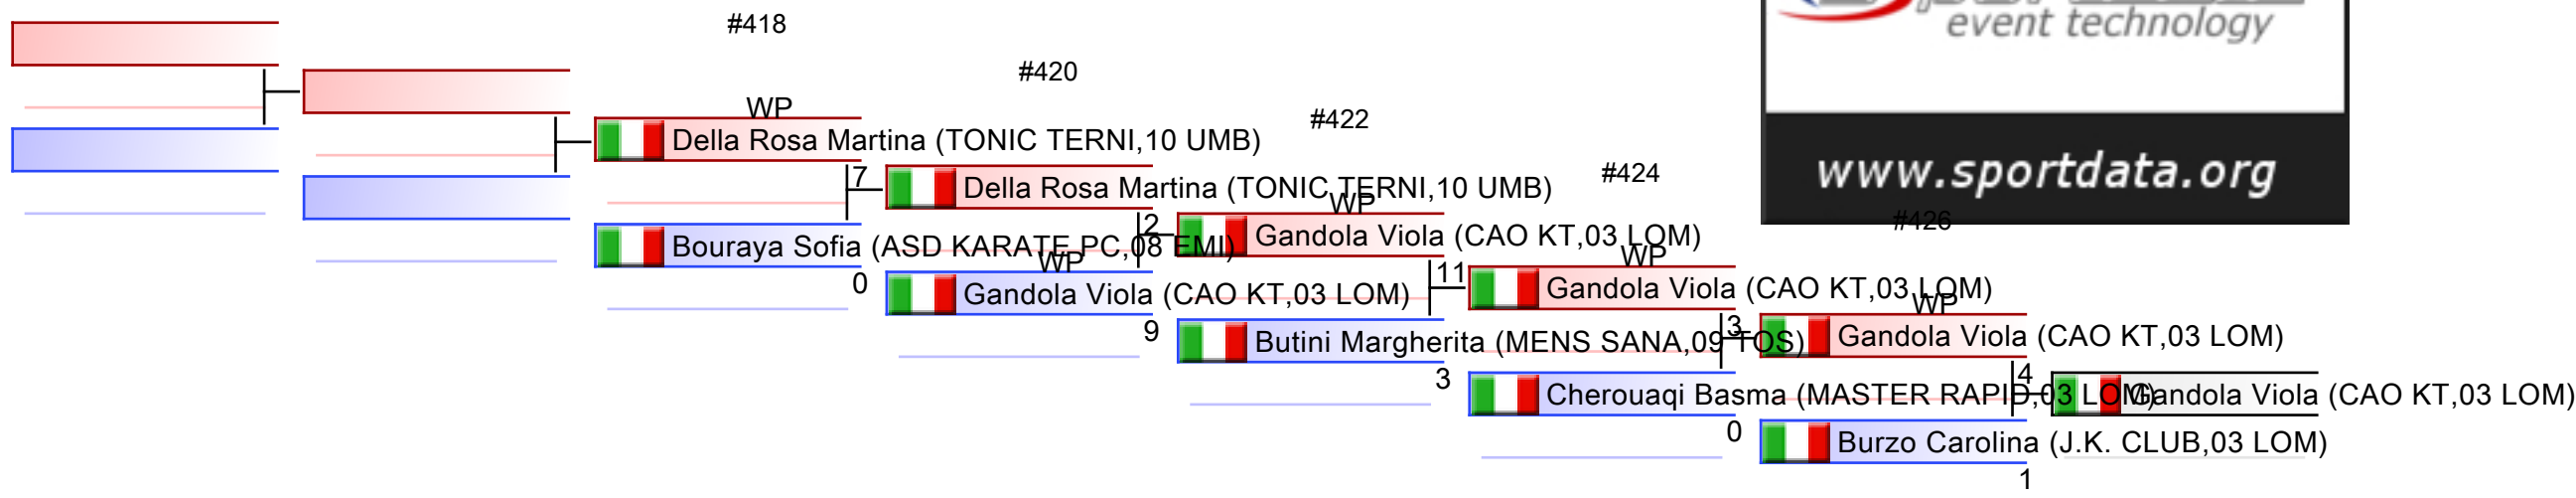 #418
event technology
#420
WP
#422
Della Rosa Martina (TONIC TERNI,10 UMB)
www.sportdata.org
7
#424
Della Rosa Martina (TONIC TERNI,10 UMB)
WP
#426
2
Bouraya Sofia (ASD KARATE PC,08 EMI)
Gandola Viola (CAO KT,03 LOM)
WP
WP
0
11
Gandola Viola (CAO KT,03 LOM)
Gandola Viola (CAO KT,03 LOM)
WP
9
3
Butini Margherita (MENS SANA,09 TOS)
Gandola Viola (CAO KT,03 LOM)
3
4
Cherouaqi Basma (MASTER RAPID,03 LOM)
Gandola Viola (CAO KT,03 LOM)
0
Burzo Carolina (J.K. CLUB,03 LOM)
1